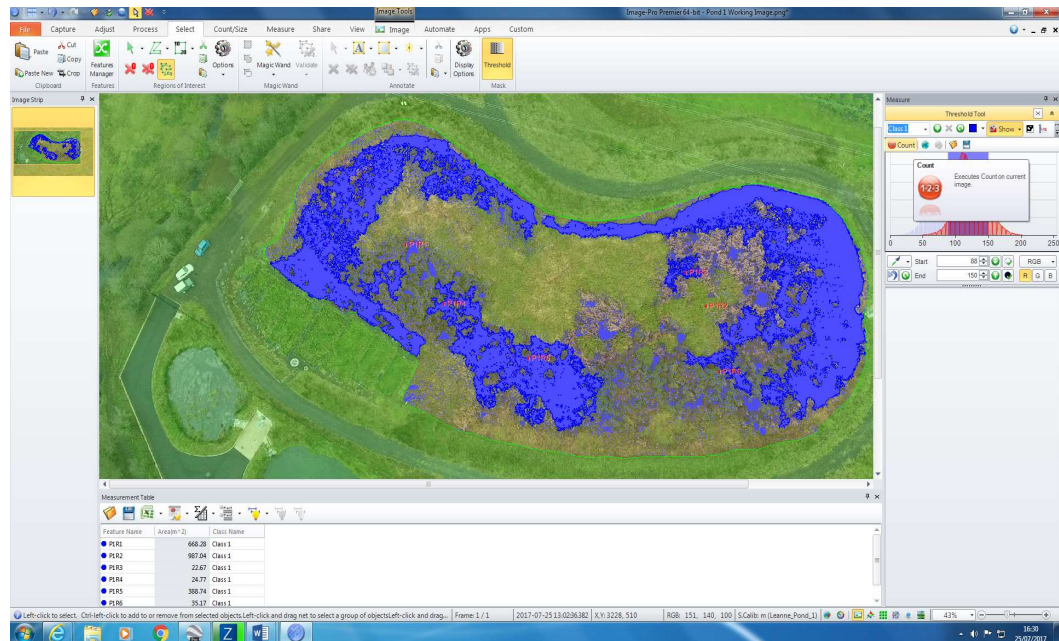 Image Tools
Image-Pro Premier 64-bit - Pond 1 Working Image.png*
File Capture Adjust Process Select Count/Size Measure Share View Image Automate Apps Custom
Paste
Cut
Copy
Paste New
Crop
Clipboard
Features Manager
Features
Options
Regions of Interest
Magic Wand
Validate
Magic Wand
Annotate
Display Options
Threshold
Mask
Image Strip
Measure
Threshold Tool
Class 1
Show
Count
Count
1-2-3
Executes Count on current image.
0 50 100 150 200 250
Start 88 RGB
End 150 R G B
P1R2
P1R4
Measurement Table
Feature Name Area(m^2) Class Name
P1R1 668.28 Class 1
P1R2 987.04 Class 1
P1R3 22.67 Class 1
P1R4 24.77 Class 1
P1R5 388.74 Class 1
P1R6 35.17 Class 1
Left-click to select. Ctrl-left-click to add to or remove from selected objects.Left-click and drag net to select a group of objectsLeft-click and drag... Frame 1 / 1 2017-07-25 13:02:36.382 X,Y: 3228, 510 RGB: 151, 140, 100 S.Calib: m (Leanne_Pond_1) 43%
16:30
25/07/2017